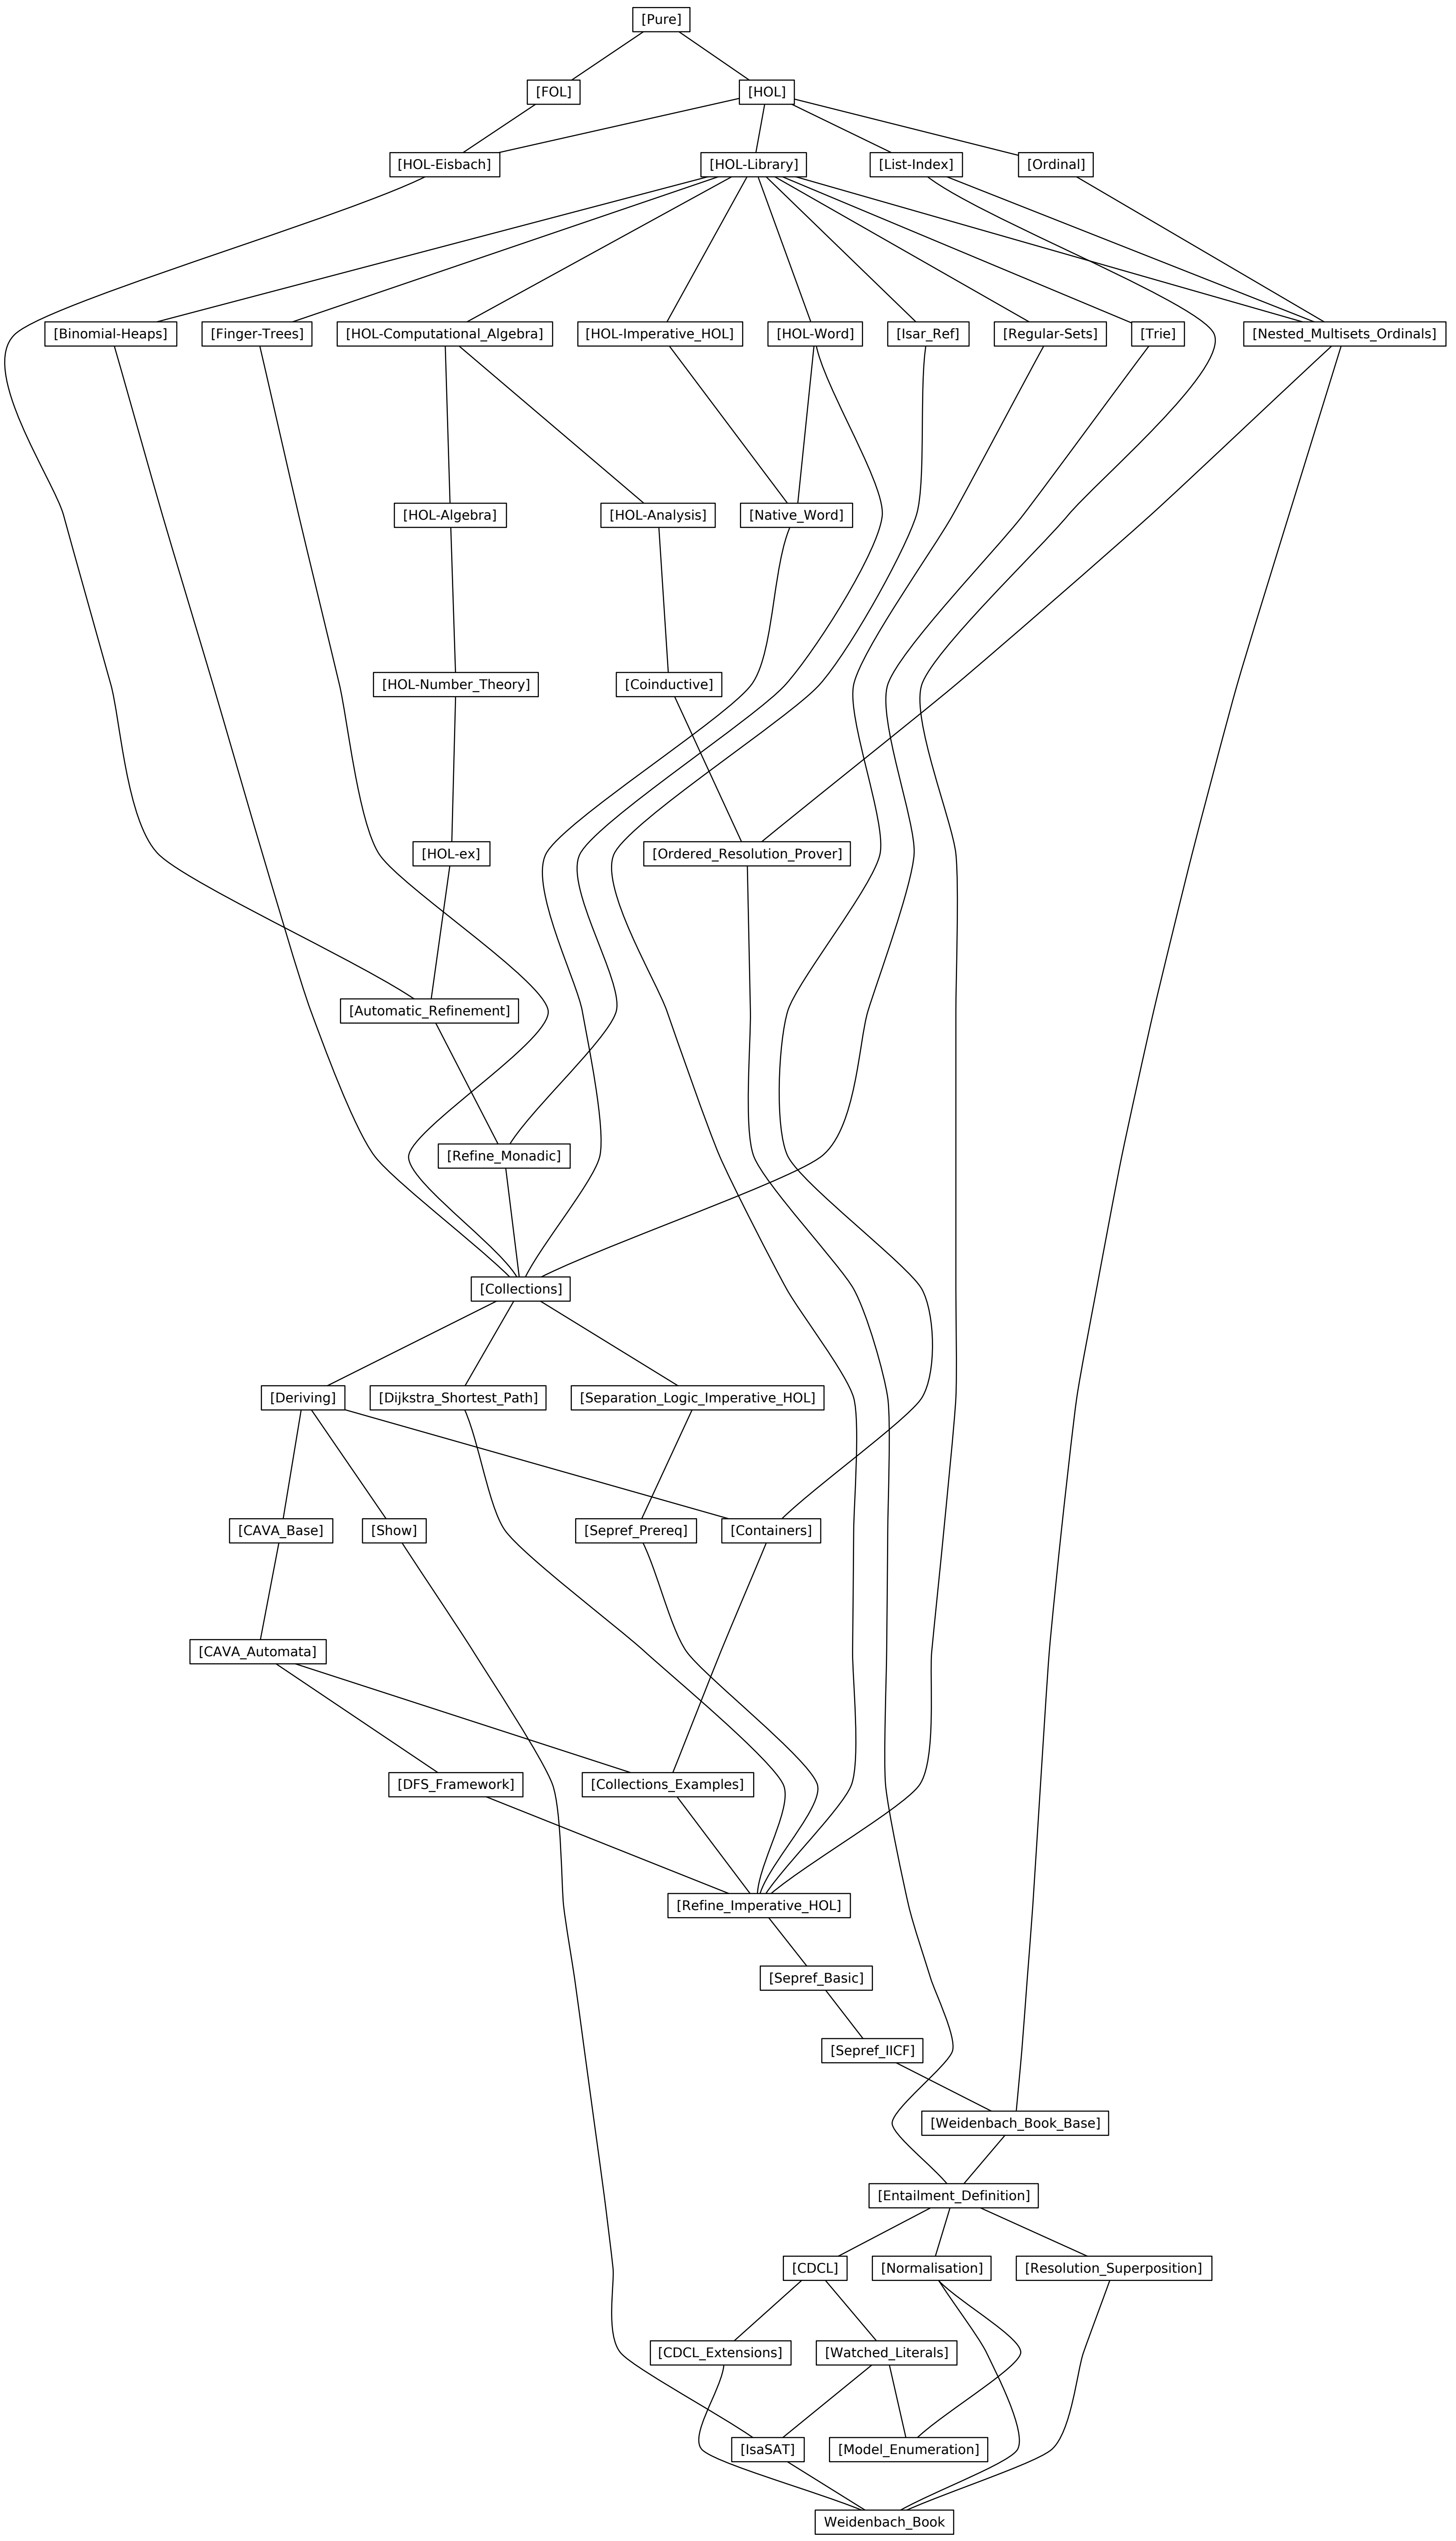 [Pure]
[FOL]
[HOL]
[HOL-Eisbach]
[HOL-Library]
[List-Index]
[Ordinal]
[Binomial-Heaps]
[Finger-Trees]
[HOL-Computational_Algebra]
[HOL-Imperative_HOL]
[HOL-Word]
[Isar_Ref]
[Regular-Sets]
[Trie]
[Nested_Multisets_Ordinals]
[HOL-Algebra]
[HOL-Analysis]
[Native_Word]
[HOL-Number_Theory]
[Coinductive]
[HOL-ex]
[Ordered_Resolution_Prover]
[Automatic_Refinement]
[Refine_Monadic]
[Collections]
[Deriving]
[Dijkstra_Shortest_Path]
[Separation_Logic_Imperative_HOL]
[CAVA_Base]
[Show]
[Sepref_Prereq]
[Containers]
[CAVA_Automata]
[DFS_Framework]
[Collections_Examples]
[Refine_Imperative_HOL]
[Sepref_Basic]
[Sepref_IICF]
[Weidenbach_Book_Base]
[Entailment_Definition]
[CDCL]
[Normalisation]
[Resolution_Superposition]
[CDCL_Extensions]
[Watched_Literals]
[IsaSAT]
[Model_Enumeration]
Weidenbach_Book